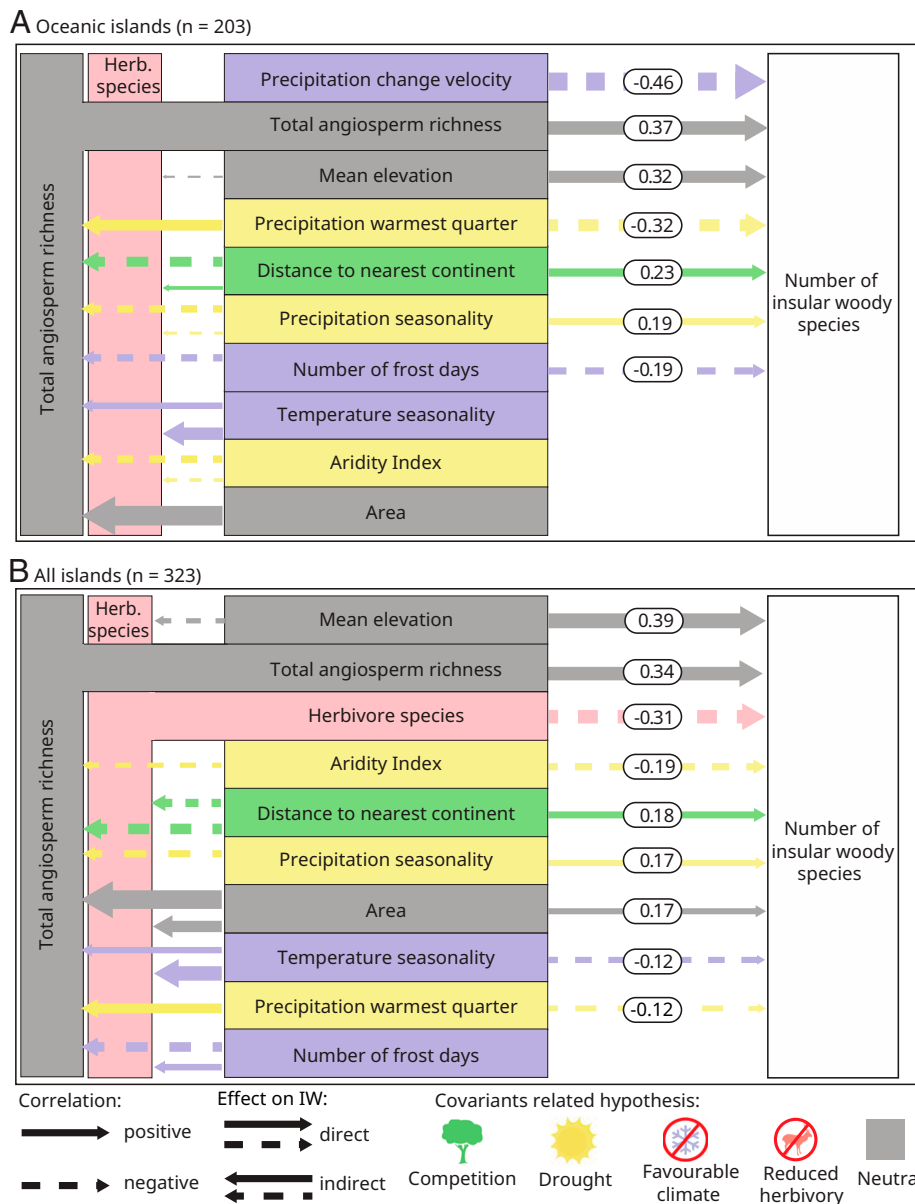 A Oceanic islands (n = 203)
Herb.
species
Total angiosperm richness
Precipitation change velocity
-0.46
Total angiosperm richness
0.37
Mean elevation
0.32
Precipitation warmest quarter
-0.32
Distance to nearest continent
0.23
Precipitation seasonality
0.19
Number of frost days
-0.19
Temperature seasonality
Aridity Index
Area
Number of
insular woody
species
B All islands (n = 323)
Herb.
species
Total angiosperm richness
Mean elevation
0.39
Total angiosperm richness
0.34
Herbivore species
-0.31
Aridity Index
-0.19
Distance to nearest continent
0.18
Precipitation seasonality
0.17
Area
0.17
Temperature seasonality
-0.12
Precipitation warmest quarter
-0.12
Number of frost days
Number of
insular woody
species
Correlation:
positive
negative
Effect on IW:
direct
indirect
Covariants related hypothesis:
Competition
Drought
Favourable
climate
Reduced
herbivory
Neutra